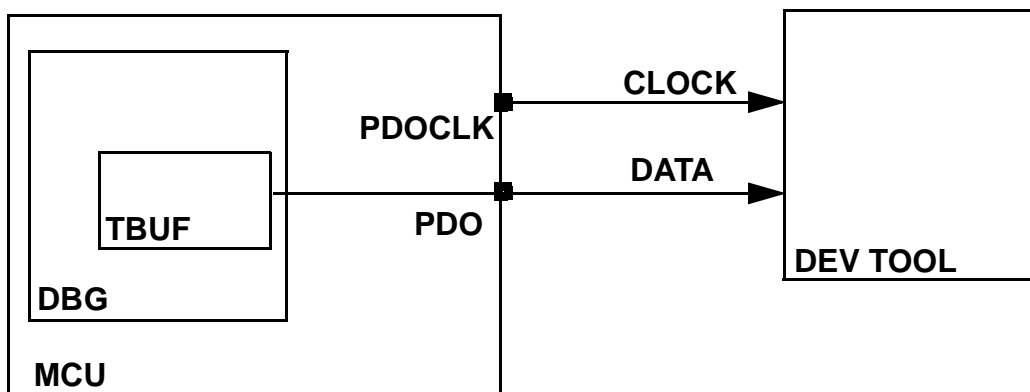 CLOCK
PDOCLK
DATA
TBUF
PDO
DEV TOOL
DBG
MCU